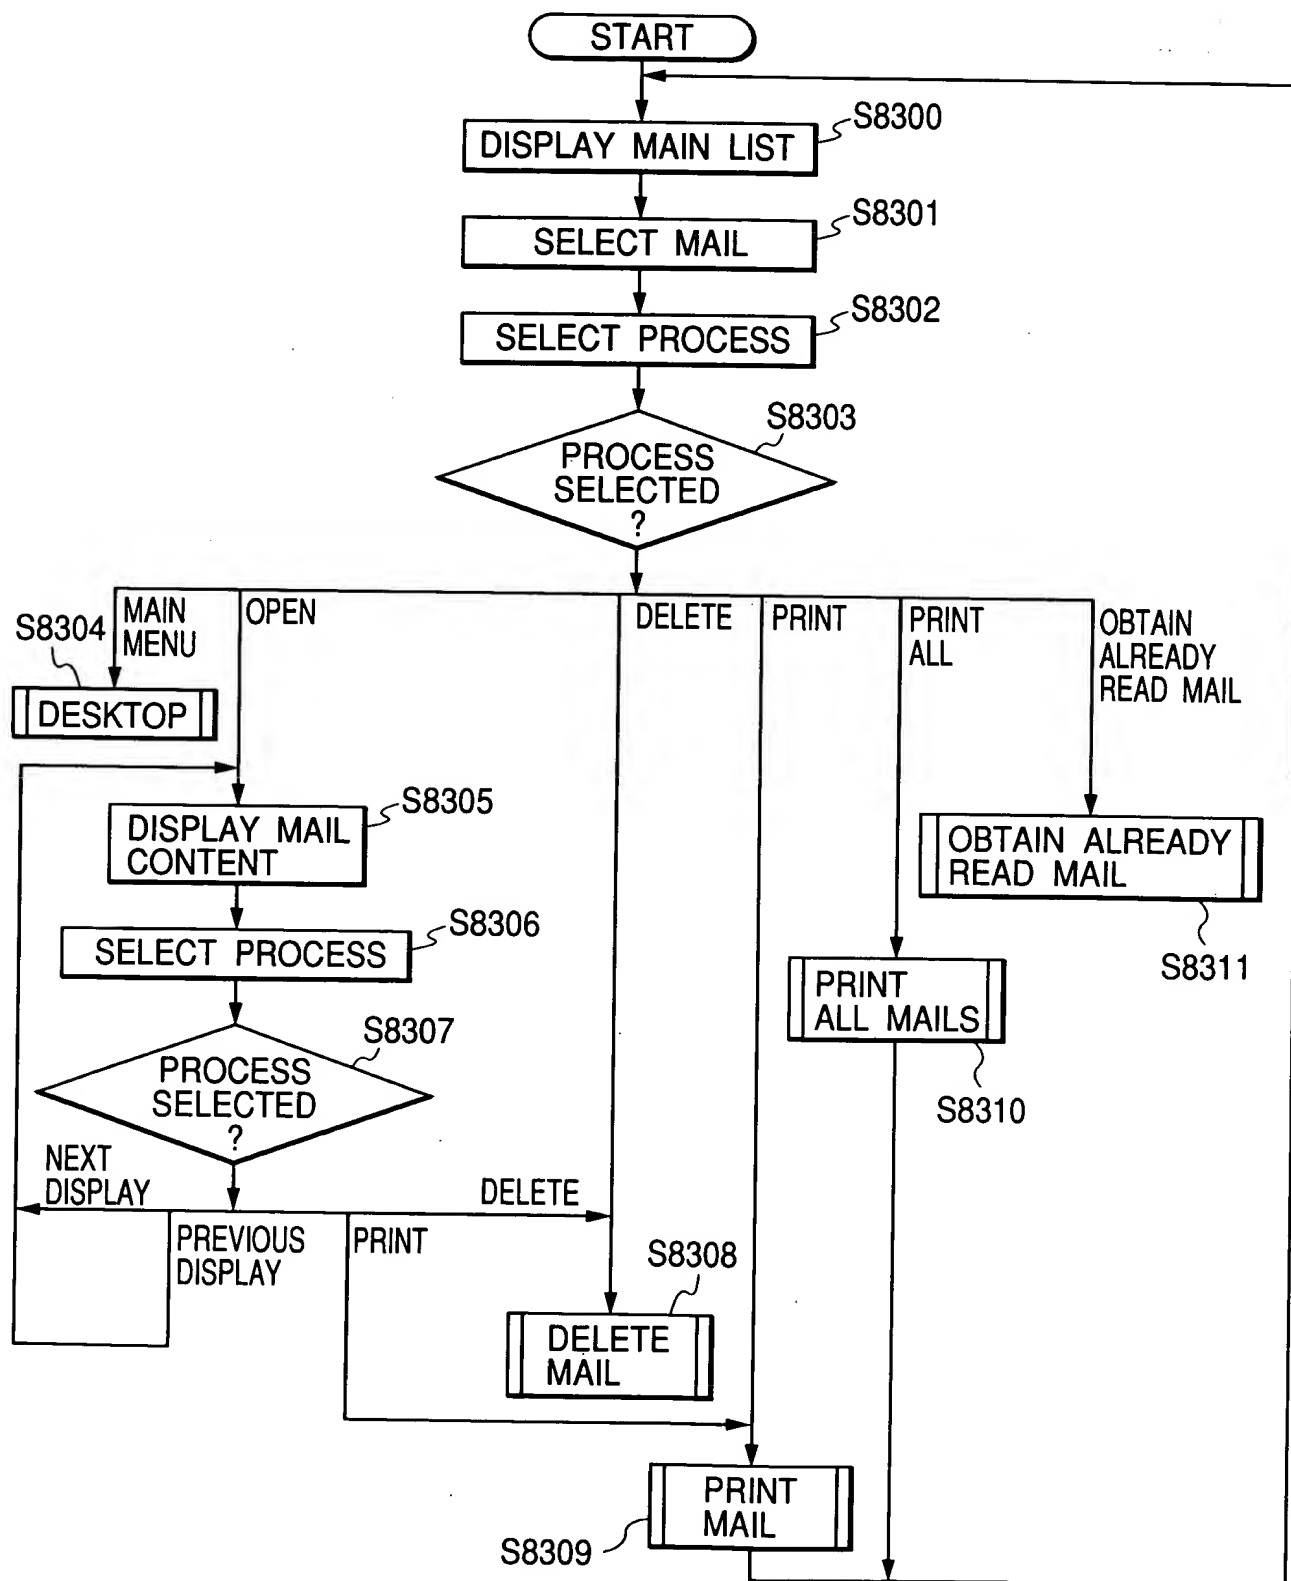 START
S8300
DISPLAY MAIN LIST
S8301
SELECT MAIL
S8302
SELECT PROCESS
S8303
PROCESS
SELECTED
?
MAIN
MENU
OPEN
DELETE
PRINT
PRINT
ALL
OBTAIN
ALREADY
READ MAIL
S8304
DESKTOP
S8305
DISPLAY MAIL
CONTENT
OBTAIN ALREADY
READ MAIL
S8311
S8306
SELECT PROCESS
PRINT
ALL MAILS
S8310
S8307
PROCESS
SELECTED
?
NEXT
DISPLAY
PREVIOUS
DISPLAY
PRINT
DELETE
S8308
DELETE
MAIL
PRINT
MAIL
S8309